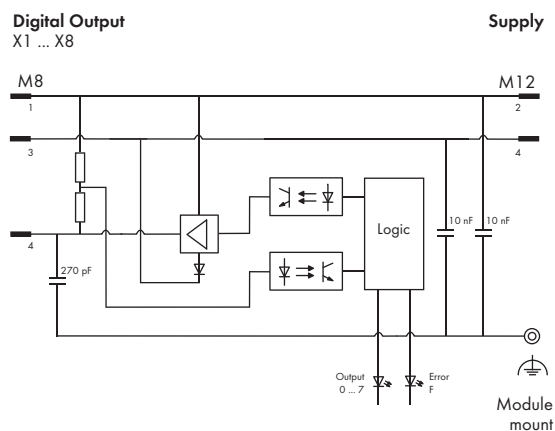 Digital Output
X1 ... X8
Supply
M8
M12
1
2
3
4
4
10 nF
10 nF
Logic
270 pF
Output
0 ... 7
Error
F
Module
mount